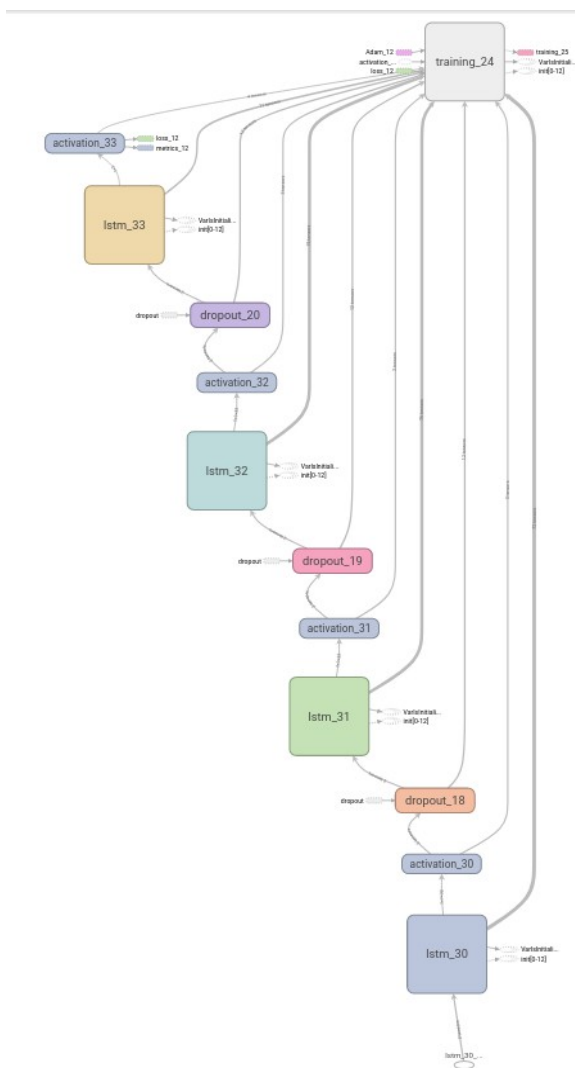 training_24
Adam_12
activation_...
loss_12
training_25
VarIsInitiali...
init[0-12]
activation_33
loss_12
metrics_12
lstm_33
VarIsInitiali...
init[0-12]
dropout
dropout_20
activation_32
lstm_32
VarIsInitiali...
init[0-12]
dropout
dropout_19
activation_31
lstm_31
VarIsInitiali...
init[0-12]
dropout
dropout_18
activation_30
lstm_30
VarIsInitiali...
init[0-12]
lstm_30_...